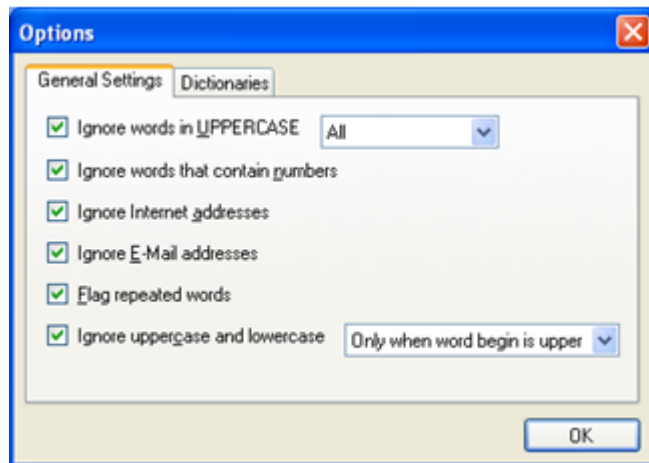 Options
General Settings Dictionaries
Ignore words in UPPERCASE All
Ignore words that contain numbers
Ignore Internet addresses
Ignore E-Mail addresses
Flag repeated words
Ignore uppercase and lowercase Only when word begin is upper
OK